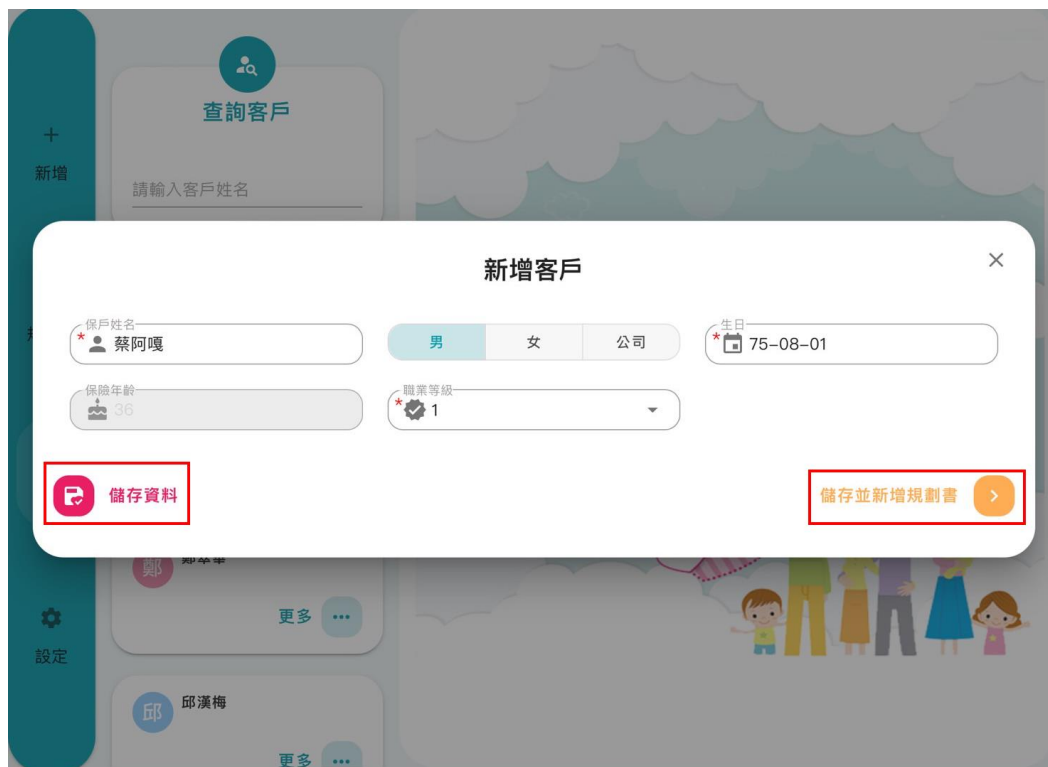 查詢客戶
+
新增
請輸入客戶姓名
新增客戶
保戶姓名
* 蔡阿嘎
男
女
公司
生日
* 75-08-01
保險年齡
36
職業等級
* 1
儲存資料
儲存並新增規劃書
鄭
更多
設定
邱
邱漢梅
更多